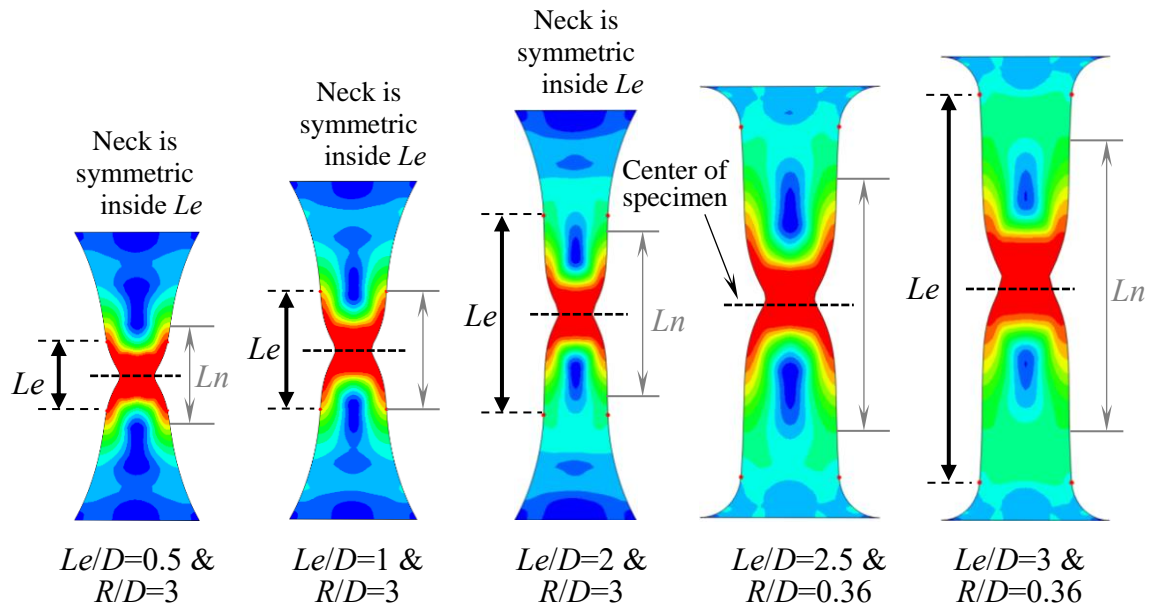 Neck is
symmetric
inside Le
Neck is
symmetric
inside Le
Neck is
symmetric
inside Le
Center of
specimen
Le
Ln
Le
Le
Ln
Le
Ln
Le/D=0.5 &
R/D=3
Le/D=1 &
R/D=3
Le/D=2 &
R/D=3
Le/D=2.5 &
R/D=0.36
Le/D=3 &
R/D=0.36